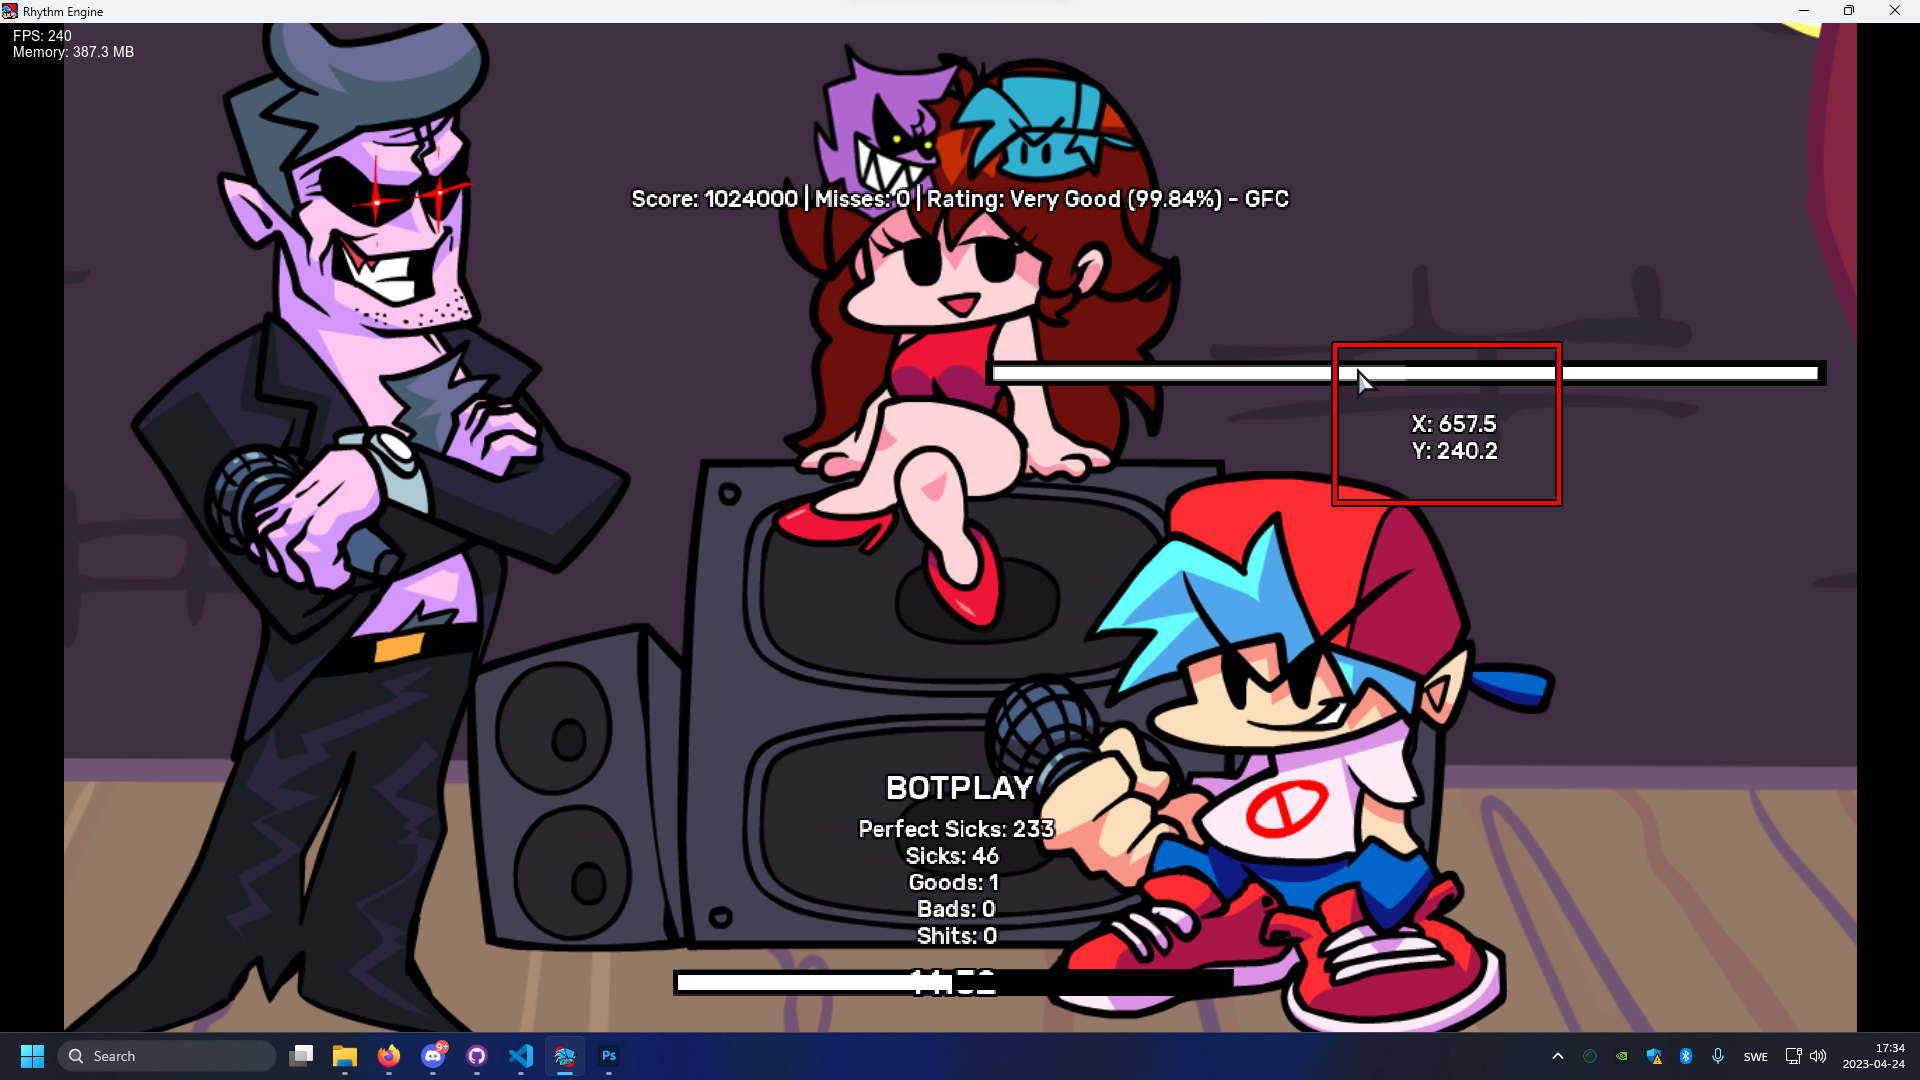 Rhythm Engine
FPS: 240
Memory: 387.3 MB
Score: 1024000 | Misses: 0 | Rating: Very Good (99.84%) - GFC
X: 657.5
Y: 240.2
BOTPLAY
Perfect Sicks: 233
Sicks: 46
Goods: 1
Bads: 0
Shits: 0
Search
9+
Ps
SWE
17:34
2023-04-24